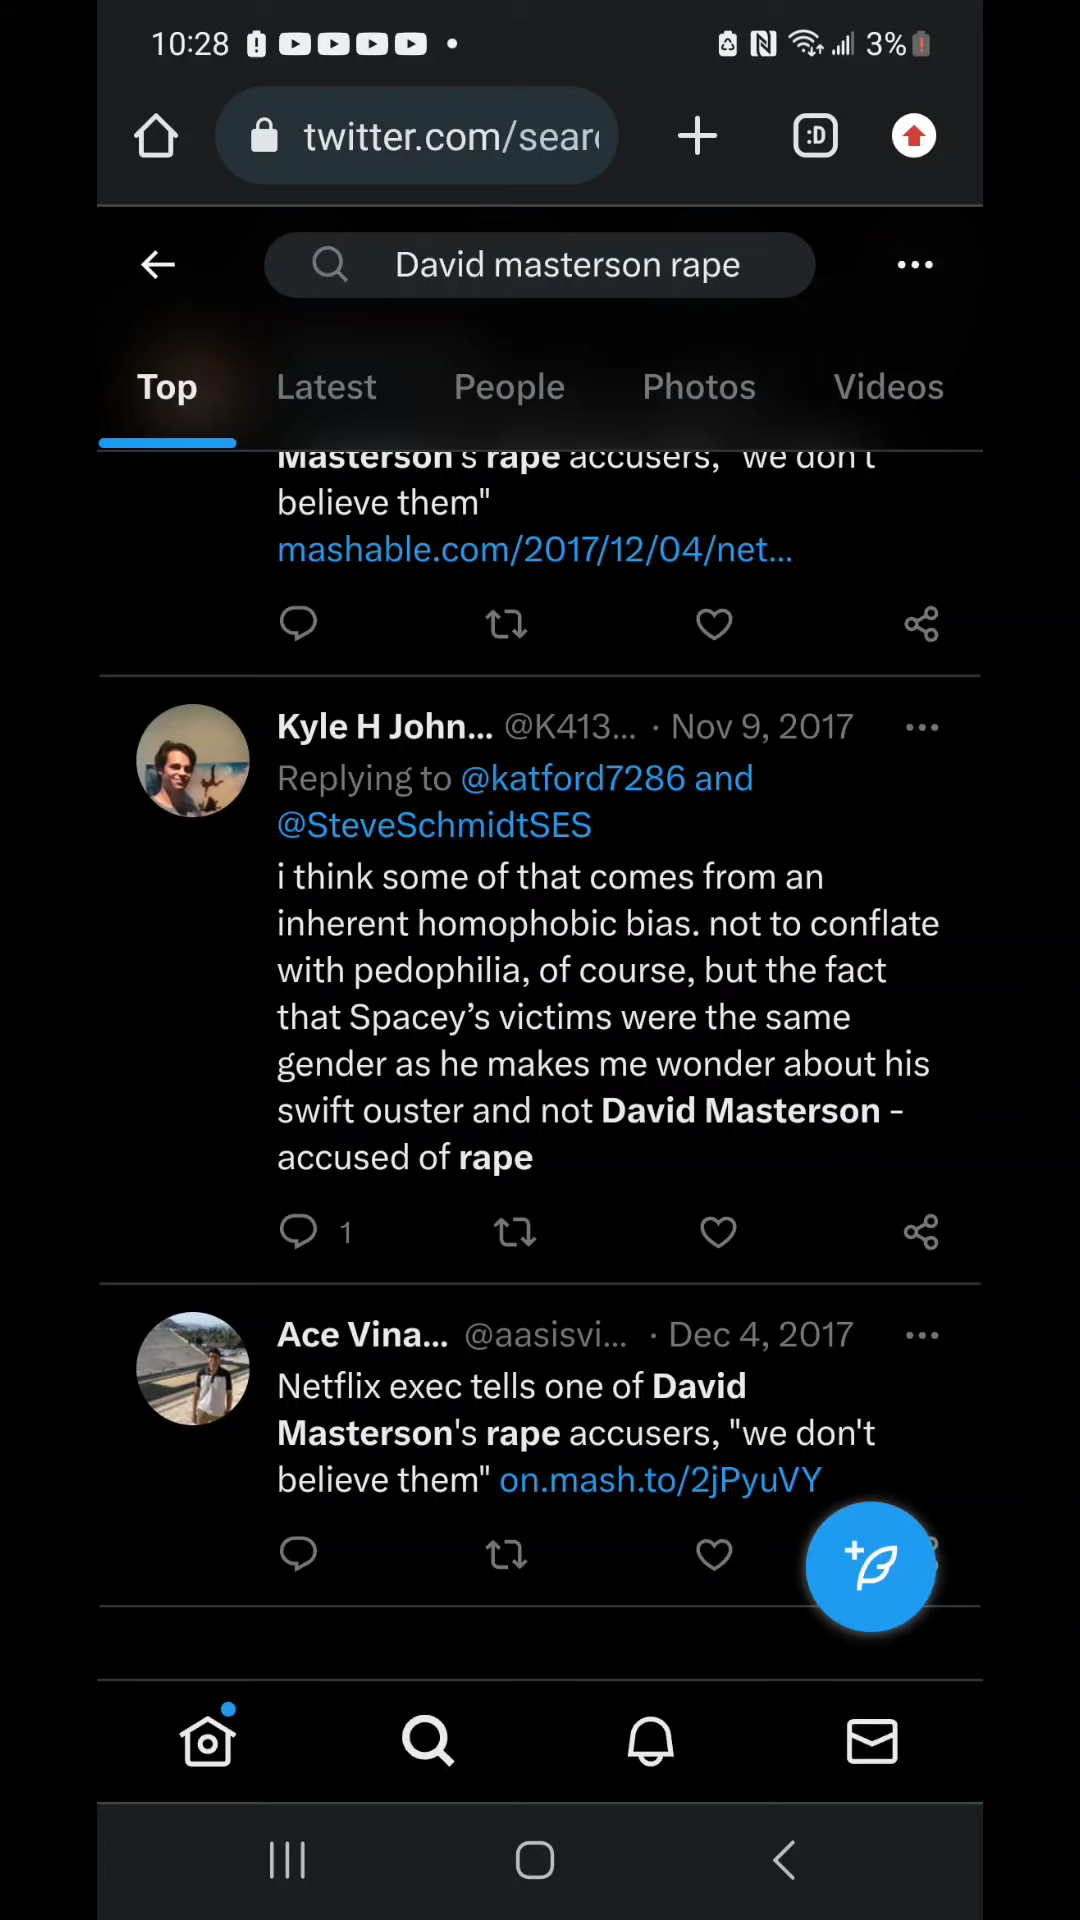 10:28
3%
twitter.com/sear
:D
David masterson rape
Top Latest People Photos Videos
Masterson's rape accusers, "we don't
believe them"
mashable.com/2017/12/04/net...
Kyle H John... @K413... · Nov 9, 2017
Replying to @katford7286 and
@SteveSchmidtSES
i think some of that comes from an
inherent homophobic bias. not to conflate
with pedophilia, of course, but the fact
that Spacey’s victims were the same
gender as he makes me wonder about his
swift ouster and not David Masterson -
accused of rape
1
Ace Vina... @aasisvi... · Dec 4, 2017
Netflix exec tells one of David
Masterson's rape accusers, "we don't
believe them" on.mash.to/2jPyuVY